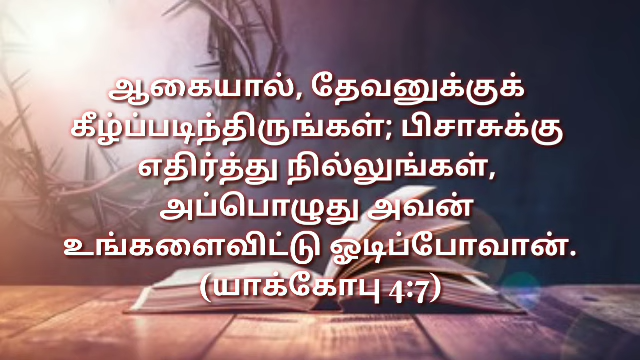 ஆகையால், தேவனுக்குக்
கீழ்ப்படிந்திருங்கள்; பிசாசுக்கு
எதிர்த்து நில்லுங்கள்,
அப்பொழுது அவன்
உங்களைவிட்டு ஓடிப்போவான்.
(யாக்கோபு 4:7)